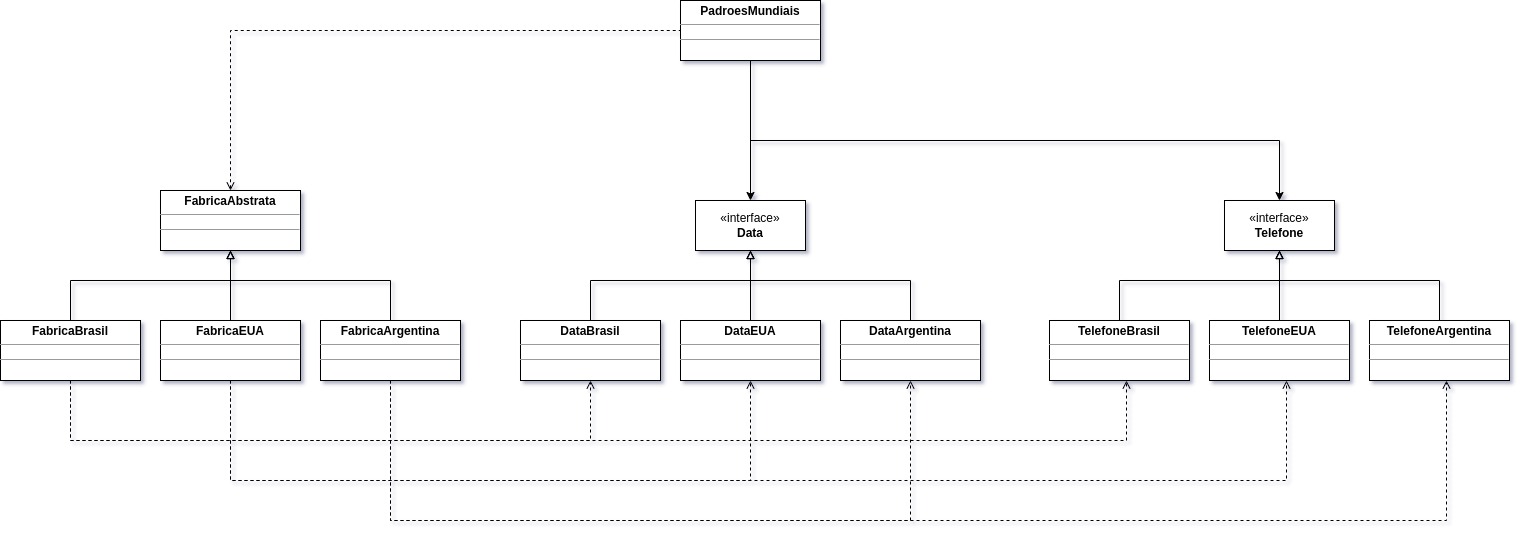 PadroesMundiais
FabricaAbstrata
«interface»
Data
«interface»
Telefone
FabricaBrasil
FabricaEUA
FabricaArgentina
DataBrasil
DataEUA
DataArgentina
TelefoneBrasil
TelefoneEUA
TelefoneArgentina